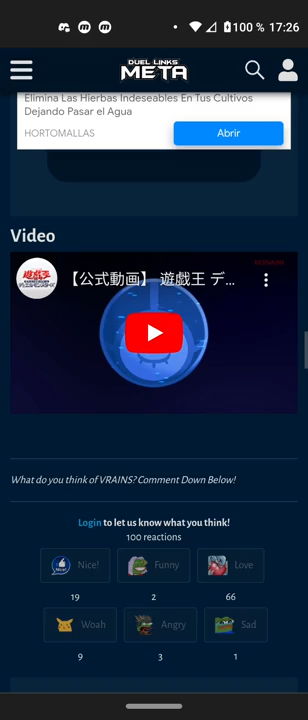 100 % 17:26
DUEL LINKS
META
Elimina Las Hierbas Indeseables En Tus Cultivos
Dejando Pasar el Agua
HORTOMALLAS
Abrir
Video
KONAMI
【公式動画】 遊戯王 デ...
What do you think of VRAINS? Comment Down Below!
Login to let us know what you think!
100 reactions
Nice! Funny Love
19 2 66
Woah Angry Sad
9 3 1